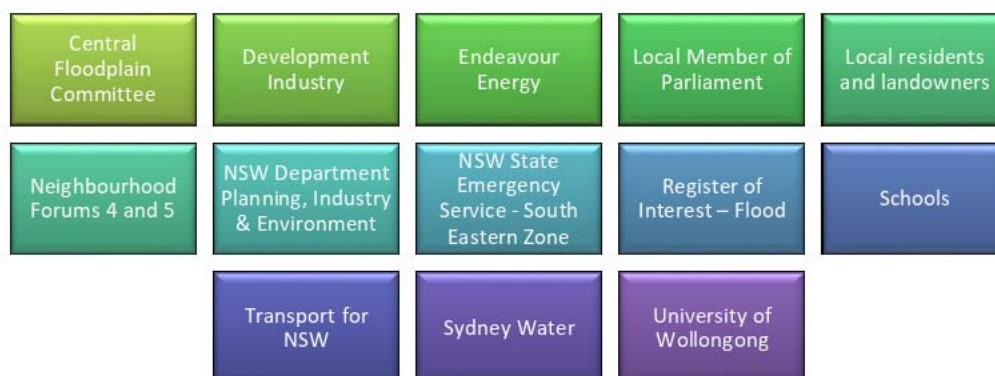 Central
Floodplain
Committee
Development
Industry
Endeavour
Energy
Local Member of
Parliament
Local residents
and landowners
Neighbourhood
Forums 4 and 5
NSW Department
Planning, Industry
& Environment
NSW State
Emergency
Service - South
Eastern Zone
Register of
Interest – Flood
Schools
Transport for
NSW
Sydney Water
University of
Wollongong